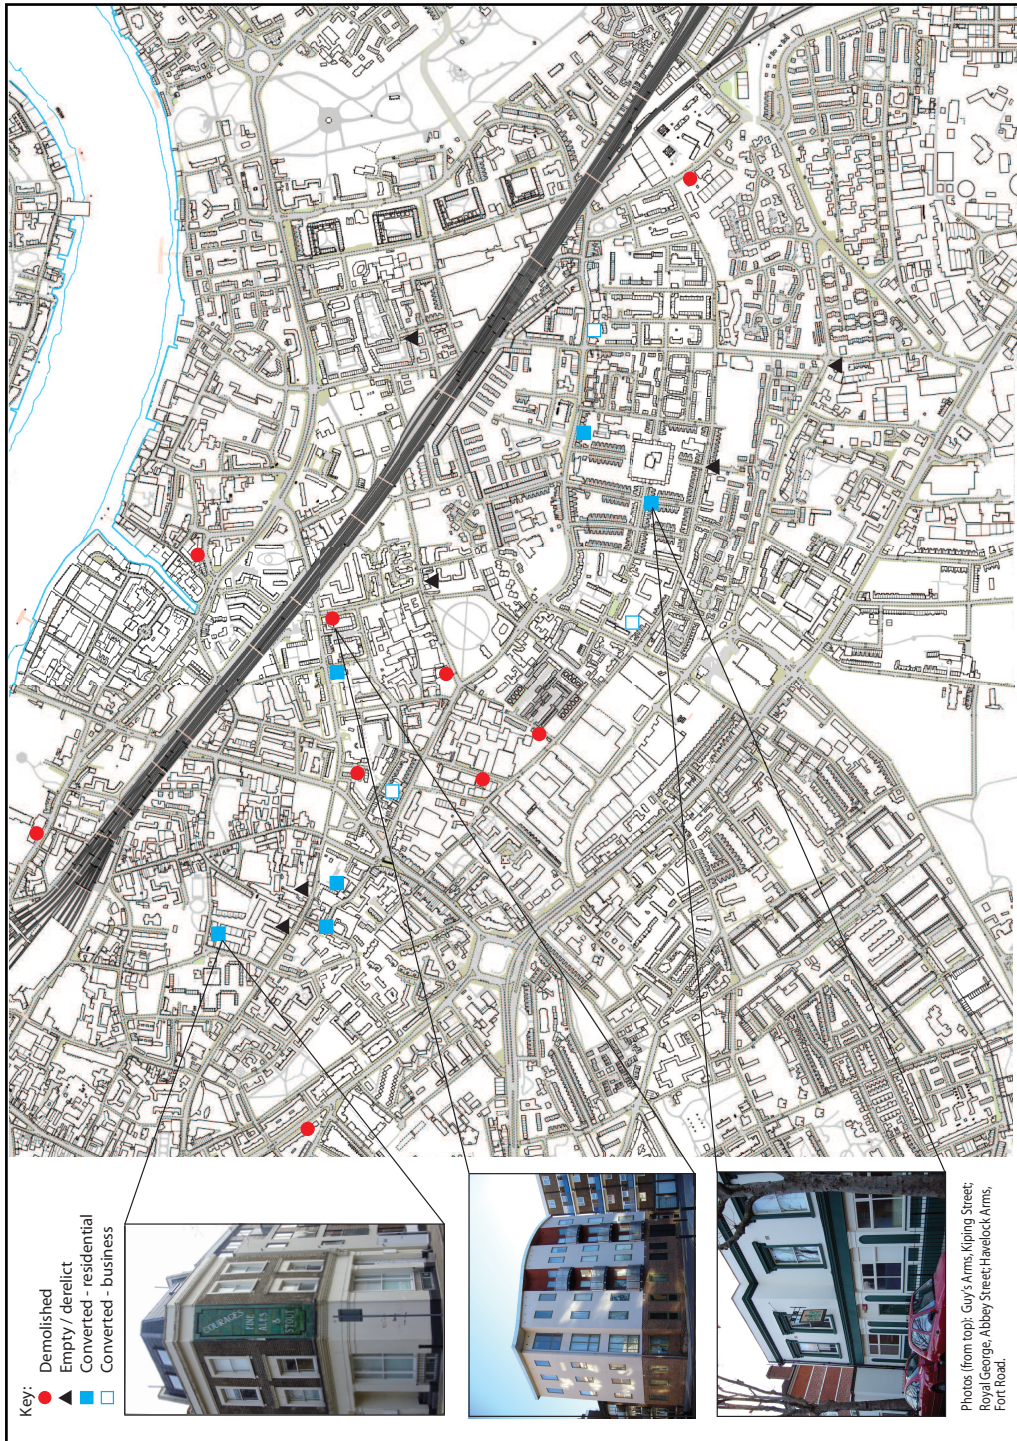 Key:
Demolished
Empty / derelict
Converted - residential
Converted - business
COURAGE'S
FINE
ALES
&
STOUT
Photos (from top): Guy's Arms, Kiping Street;
Royal George, Abbey Street; Havelock Arms,
Fort Road.